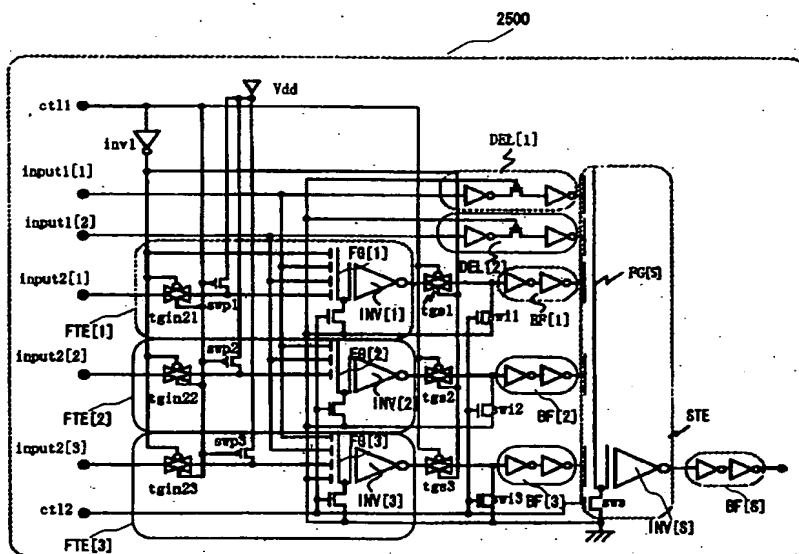 2500
Vdd
ctl1
inv1
DEL[1]
input1[1]
input1[2]
DEL[2]
FG[1]
input2[1]
tgin21
swp1
INV[1]
tgs1
sw11
BF[1]
FG[S]
FTE[1]
swp2
FG[2]
input2[2]
tgin22
INV[2]
tgs2
sw12
BF[2]
FTE[2]
STE
swp3
FG[3]
input2[3]
tgin23
INV[3]
tgs3
sw13
BF[3]
sws
INV[S]
BF[S]
ctl2
FTE[3]